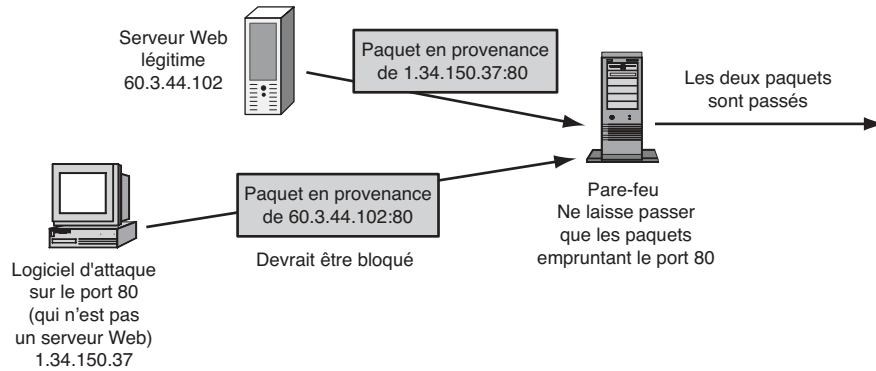 Serveur Web
légitime
60.3.44.102
Paquet en provenance
de 1.34.150.37:80
Les deux paquets
sont passés
Paquet en provenance
de 60.3.44.102:80
Devrait être bloqué
Pare-feu
Ne laisse passer
que les paquets
empruntant le port 80
Logiciel d'attaque
sur le port 80
(qui n'est pas
un serveur Web)
1.34.150.37